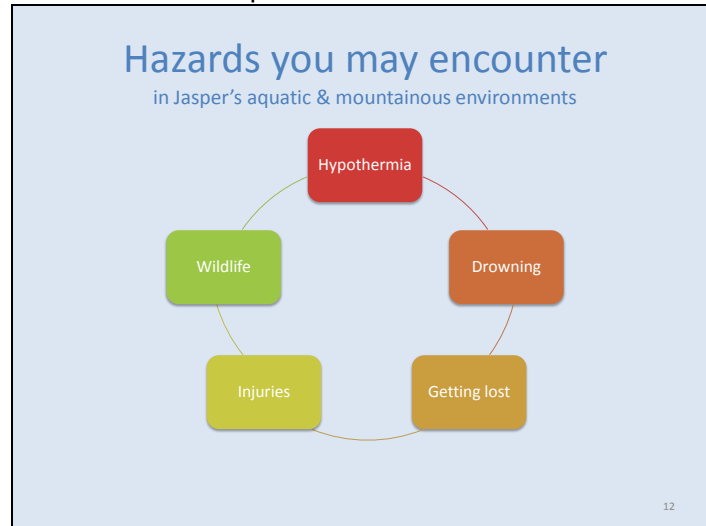 Hazards you may encounter
in Jasper's aquatic & mountainous environments
Hypothermia
Wildlife
Drowning
Injuries
Getting lost
12